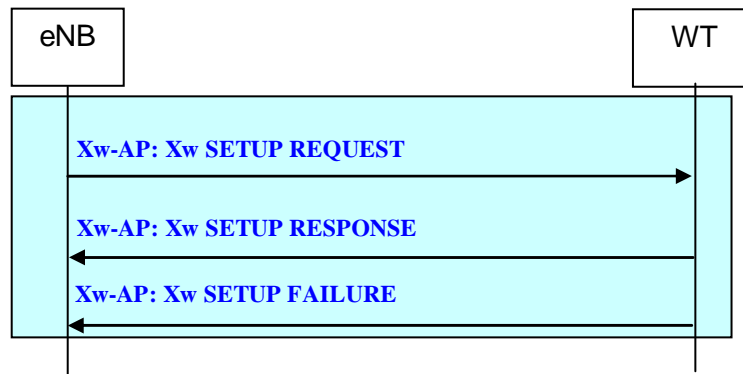 eNB
WT
Xw-AP: Xw SETUP REQUEST
Xw-AP: Xw SETUP RESPONSE
Xw-AP: Xw SETUP FAILURE